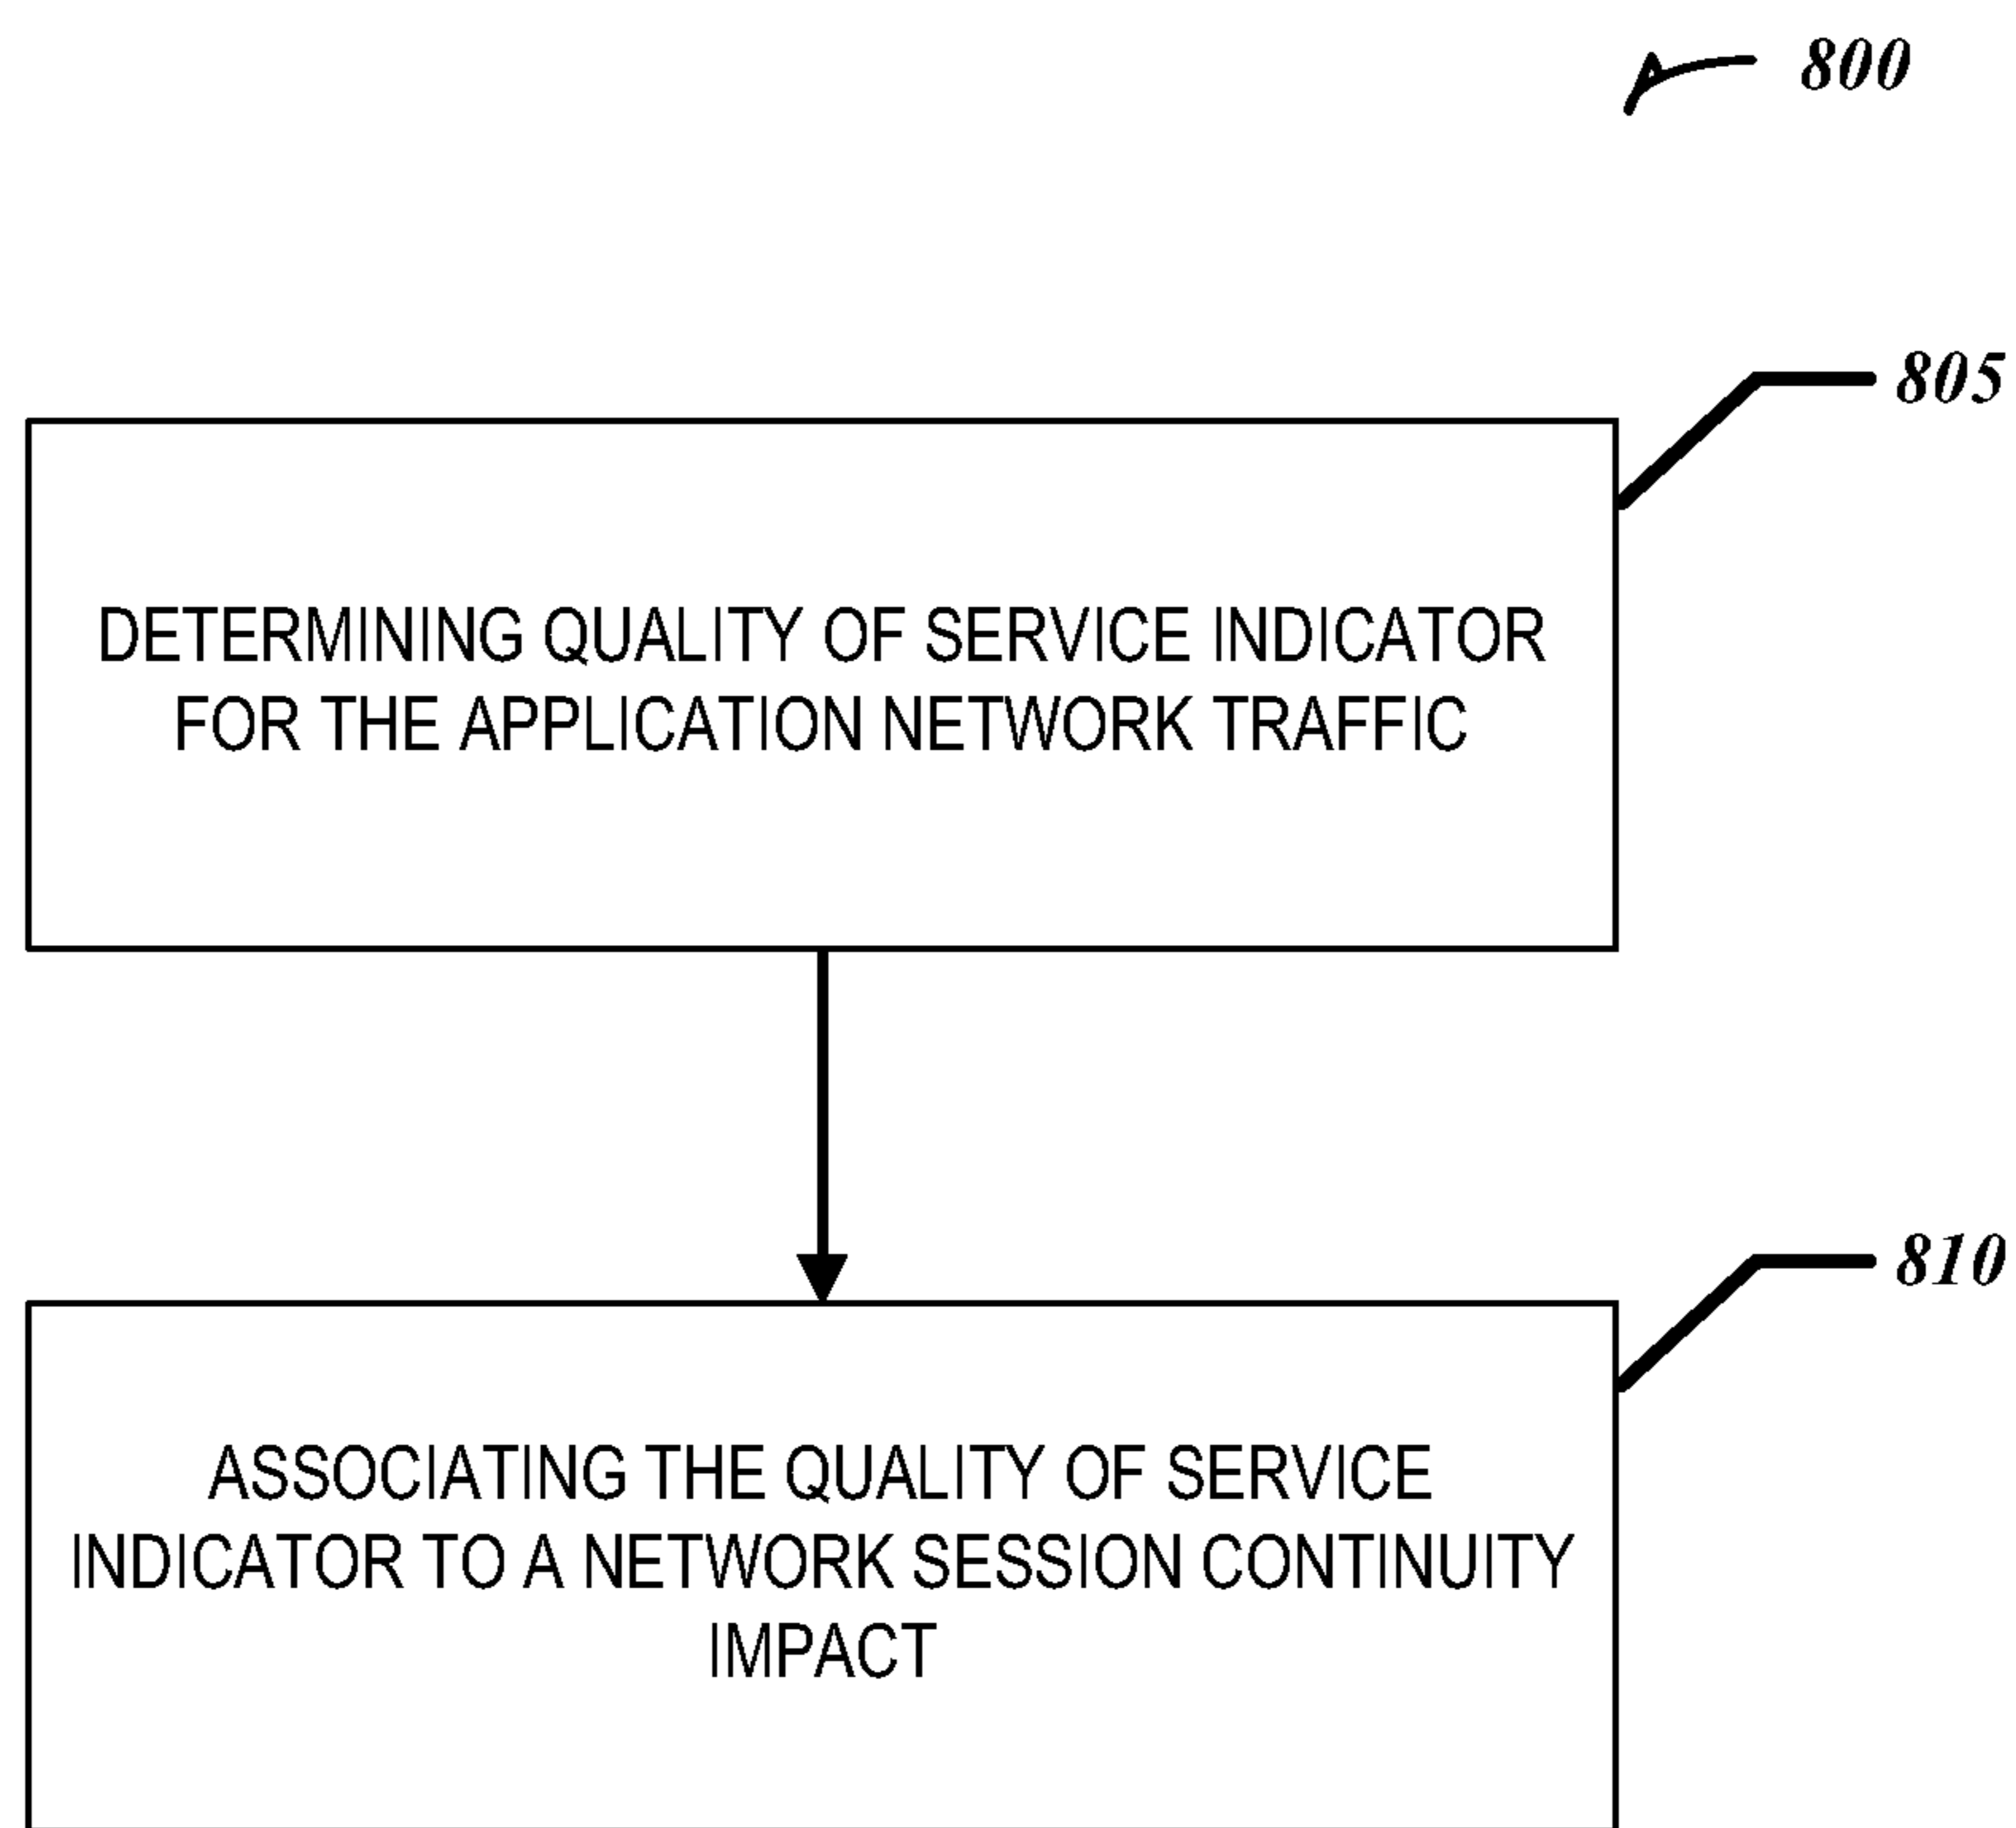 800
805
DETERMINING QUALITY OF SERVICE INDICATOR
FOR THE APPLICATION NETWORK TRAFFIC
810
ASSOCIATING THE QUALITY OF SERVICE
INDICATOR TO A NETWORK SESSION CONTINUITY
IMPACT